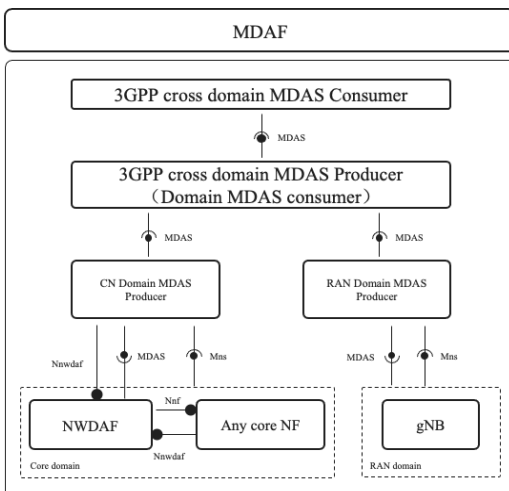 MDAF
3GPP cross domain MDAS Consumer
MDAS
3GPP cross domain MDAS Producer
（Domain MDAS consumer）
MDAS
MDAS
CN Domain MDAS
Producer
RAN Domain MDAS
Producer
Nnwdaf
MDAS
Mns
MDAS
Mns
NWDAF
Nnf
Nnwdaf
Any core NF
gNB
Core domain
RAN domain